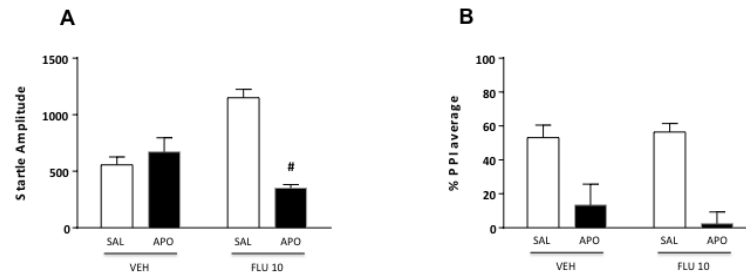 A
Startle Amplitude
1500
1000
500
0
#
SAL APO SAL APO
VEH FLU 10
B
% PPI average
100
80
60
40
20
0
SAL APO SAL APO
VEH FLU 10